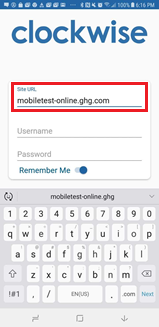 6:16 PM
clockwise
Site URL
mobiletest-online.ghg.com
Username
Password
Remember Me
mobiletest-online.ghg
1 2 3 4 5 6 7 8 9 0
q w e r t y u i o p
a s d f g h j k l
z x c v b n m
!#1 , / EN(US) . .com Next